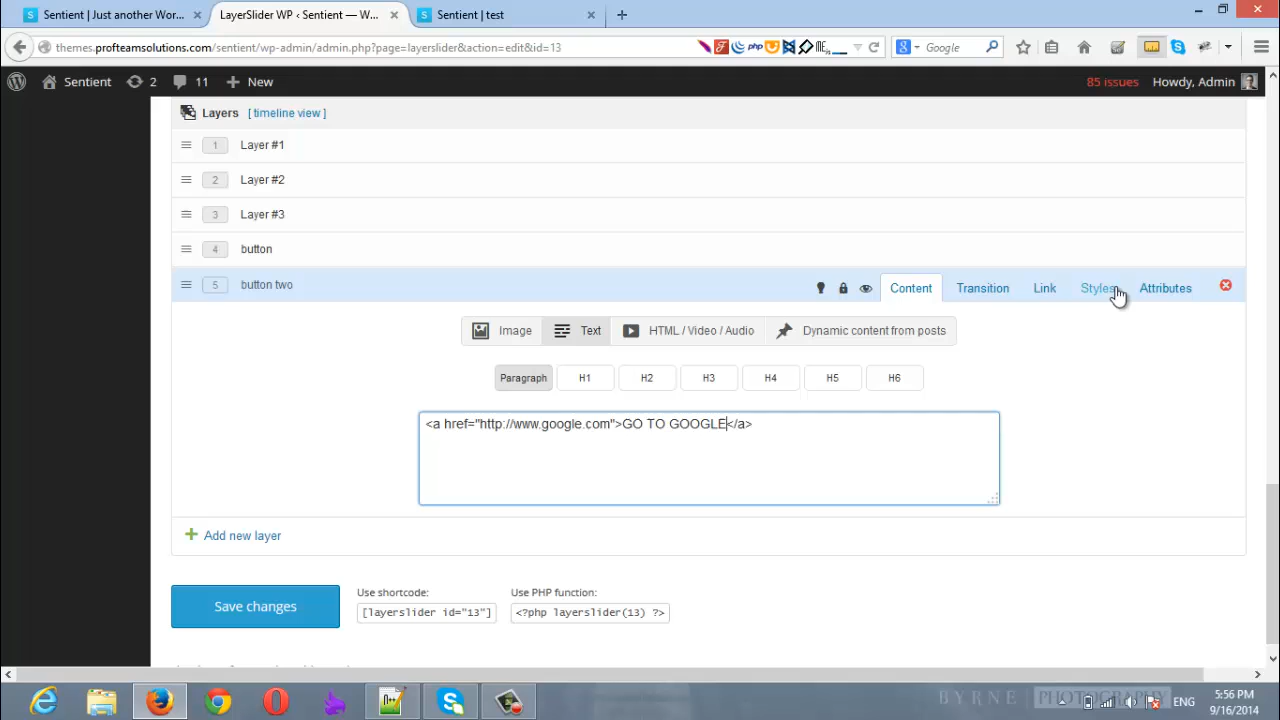 Sentient | Just another Wor...
LayerSlider WP ‹ Sentient — W...
Sentient | test
themes.profteamsolutions.com/sentient/wp-admin/admin.php?page=layerslider&action=edit&id=13
php
Google
Sentient
2
11
New
85 issues
Howdy, Admin
Layers [ timeline view ]
1 Layer #1
2 Layer #2
3 Layer #3
4 button
5 button two
Content
Transition
Link
Styles
Attributes
Image
Text
HTML / Video / Audio
Dynamic content from posts
Paragraph
H1
H2
H3
H4
H5
H6
<a href="http://www.google.com">GO TO GOOGLE</a>
Add new layer
Save changes
Use shortcode:
[layerslider id="13"]
Use PHP function:
<?php layerslider(13) ?>
BYRNE PHOTOGRAPHY
ENG
5:56 PM
9/16/2014